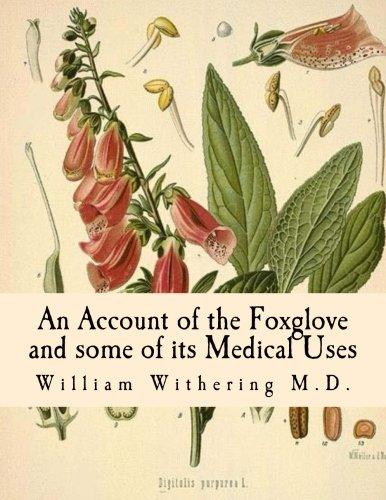 An Account of the Foxglove
and some of its Medical Uses
William Withering M.D.
Digitalis purpurea L.